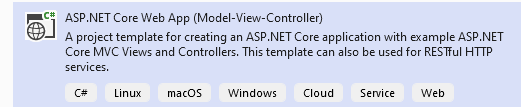 C#
ASP.NET Core Web App (Model-View-Controller)
A project template for creating an ASP.NET Core application with example ASP.NET
Core MVC Views and Controllers. This template can also be used for RESTful HTTP
services.
C# Linux macOS Windows Cloud Service Web